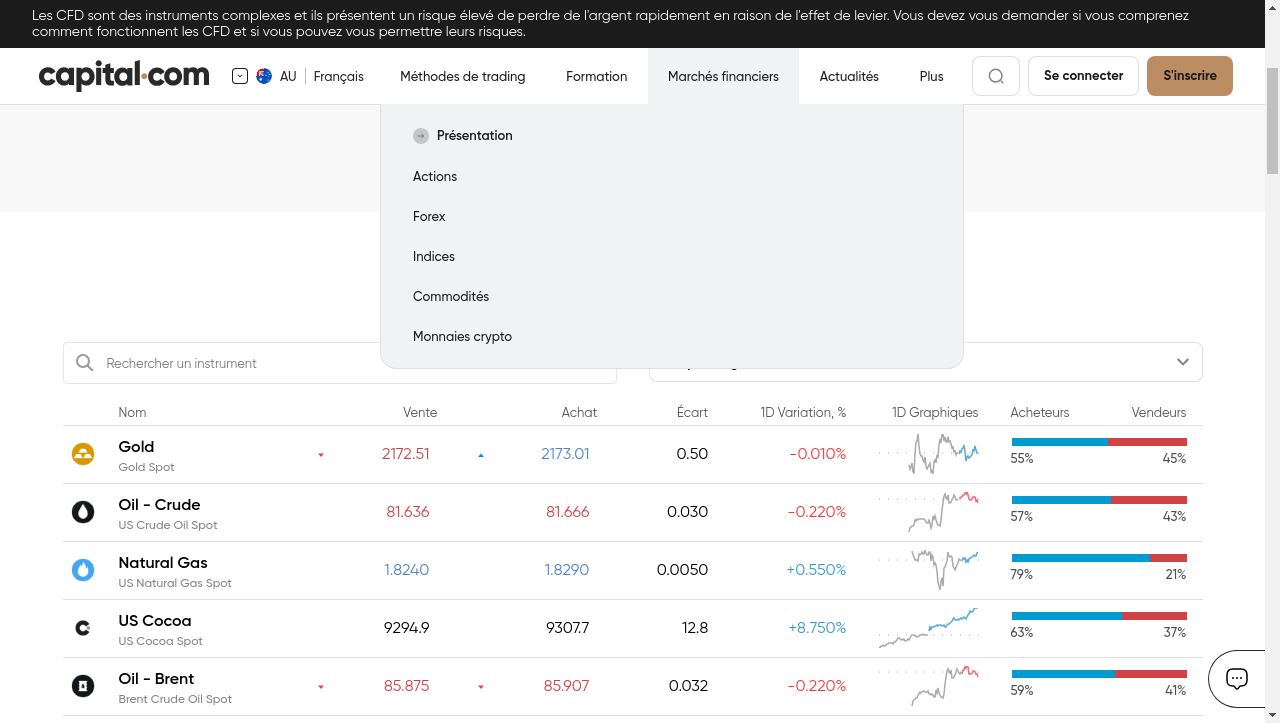 Les CFD sont des instruments complexes et ils présentent un risque élevé de perdre de l'argent rapidement en raison de l'effet de levier. Vous devez vous demander si vous comprenez
comment fonctionnent les CFD et si vous pouvez vous permettre leurs risques.
capital.com AU Français Méthodes de trading Formation Marchés financiers Actualités Plus Se connecter S'inscrire
Présentation
Actions
Forex
Indices
Commodités
Monnaies crypto
Rechercher un instrument
Nom Vente Achat Écart 1D Variation, % 1D Graphiques Acheteurs Vendeurs
Gold 2172.51 2173.01 0.50 -0.010%
Gold Spot 55% 45%
Oil - Crude 81.636 81.666 0.030 -0.220%
US Crude Oil Spot 57% 43%
Natural Gas 1.8240 1.8290 0.0050 +0.550%
US Natural Gas Spot 79% 21%
US Cocoa 9294.9 9307.7 12.8 +8.750%
US Cocoa Spot 63% 37%
Oil - Brent 85.875 85.907 0.032 -0.220%
Brent Crude Oil Spot 59% 41%